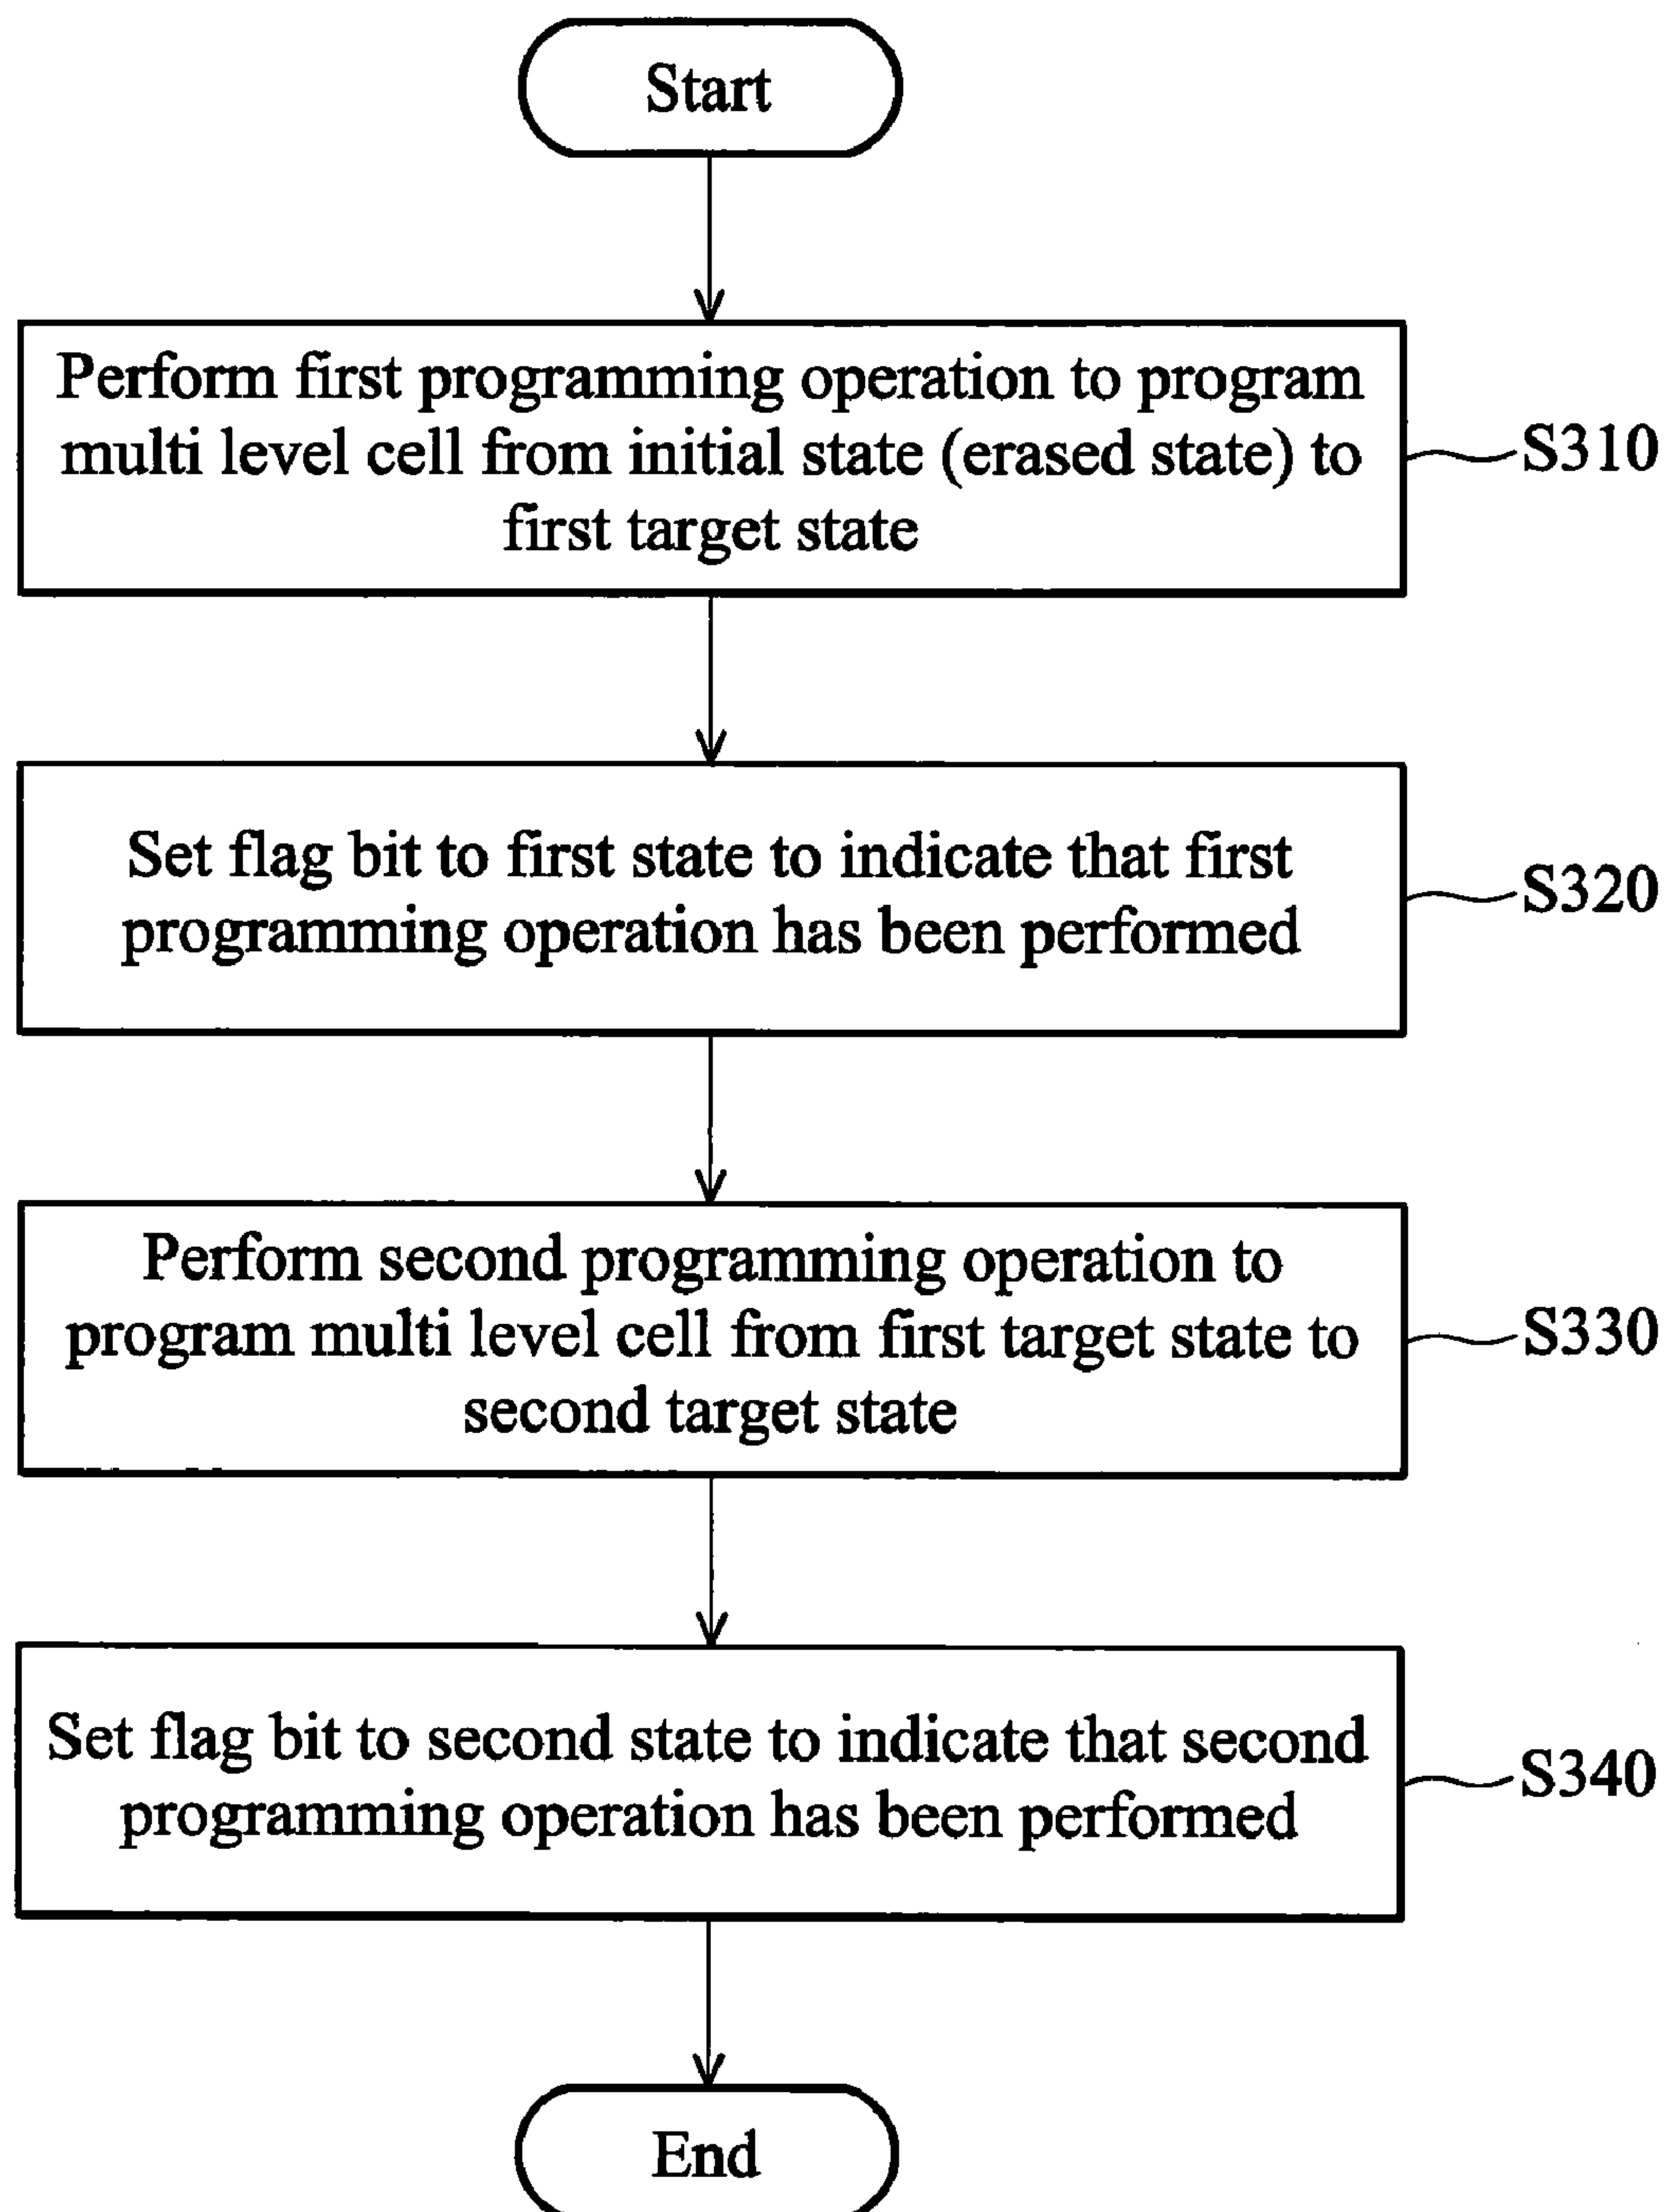 Start
Perform first programming operation to program
multi level cell from initial state (erased state) to
first target state
S310
Set flag bit to first state to indicate that first
programming operation has been performed
S320
Perform second programming operation to
program multi level cell from first target state to
second target state
S330
Set flag bit to second state to indicate that second
programming operation has been performed
S340
End